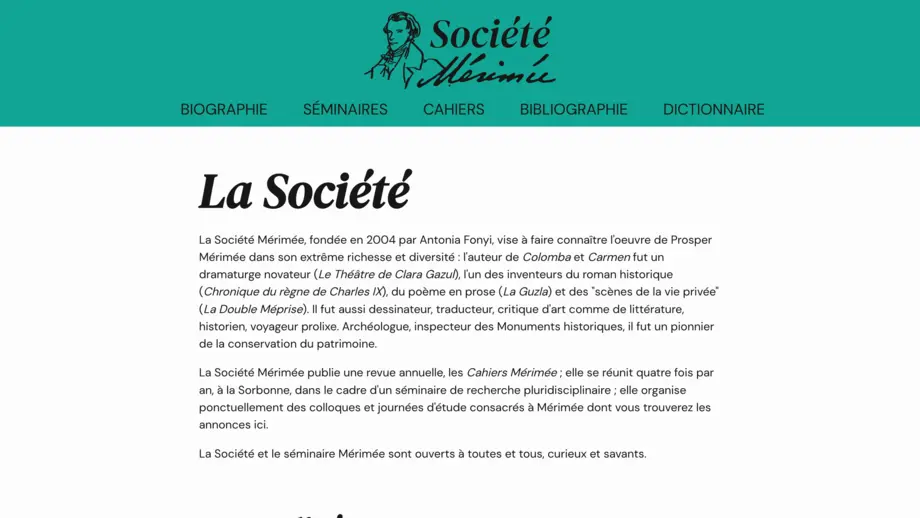 Société
Mérimée
BIOGRAPHIE SÉMINAIRES CAHIERS BIBLIOGRAPHIE DICTIONNAIRE
La Société
La Société Mérimée, fondée en 2004 par Antonia Fonyi, vise à faire connaître l'oeuvre de Prosper
Mérimée dans son extrême richesse et diversité : l'auteur de Colomba et Carmen fut un
dramaturge novateur (Le Théâtre de Clara Gazul), l'un des inventeurs du roman historique
(Chronique du règne de Charles IX), du poème en prose (La Guzla) et des "scènes de la vie privée"
(La Double Méprise). Il fut aussi dessinateur, traducteur, critique d'art comme de littérature,
historien, voyageur prolixe. Archéologue, inspecteur des Monuments historiques, il fut un pionnier
de la conservation du patrimoine.
La Société Mérimée publie une revue annuelle, les Cahiers Mérimée ; elle se réunit quatre fois par
an, à la Sorbonne, dans le cadre d'un séminaire de recherche pluridisciplinaire ; elle organise
ponctuellement des colloques et journées d'étude consacrés à Mérimée dont vous trouverez les
annonces ici.
La Société et le séminaire Mérimée sont ouverts à toutes et tous, curieux et savants.